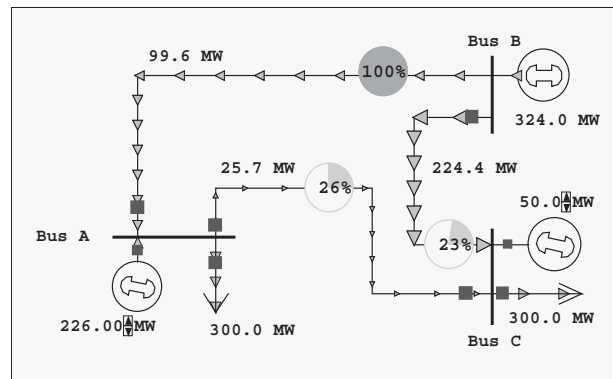 Bus B
99.6 MW
100%
324.0 MW
25.7 MW
224.4 MW
26%
50.0 MW
Bus A
23%
226.00 MW
300.0 MW
300.0 MW
Bus C